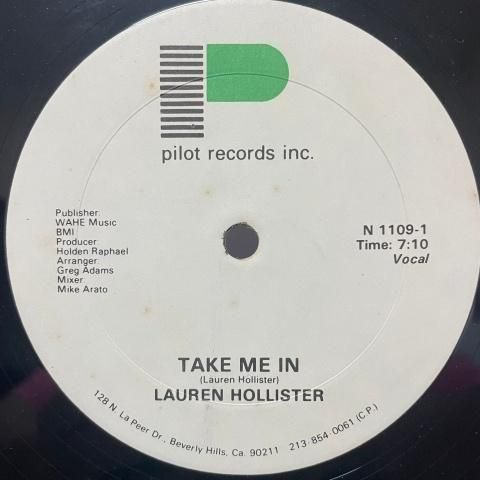 pilot records inc.
Publisher:
WAHE Music
BMI
Producer:
Holden Raphael
Arranger:
Greg Adams
Mixer:
Mike Arato
N 1109-1
Time: 7:10
Vocal
TAKE ME IN
(Lauren Hollister)
LAUREN HOLLISTER
128 N. La Peer Dr., Beverly Hills, Ca. 90211 213·854·0061 (C.P.)